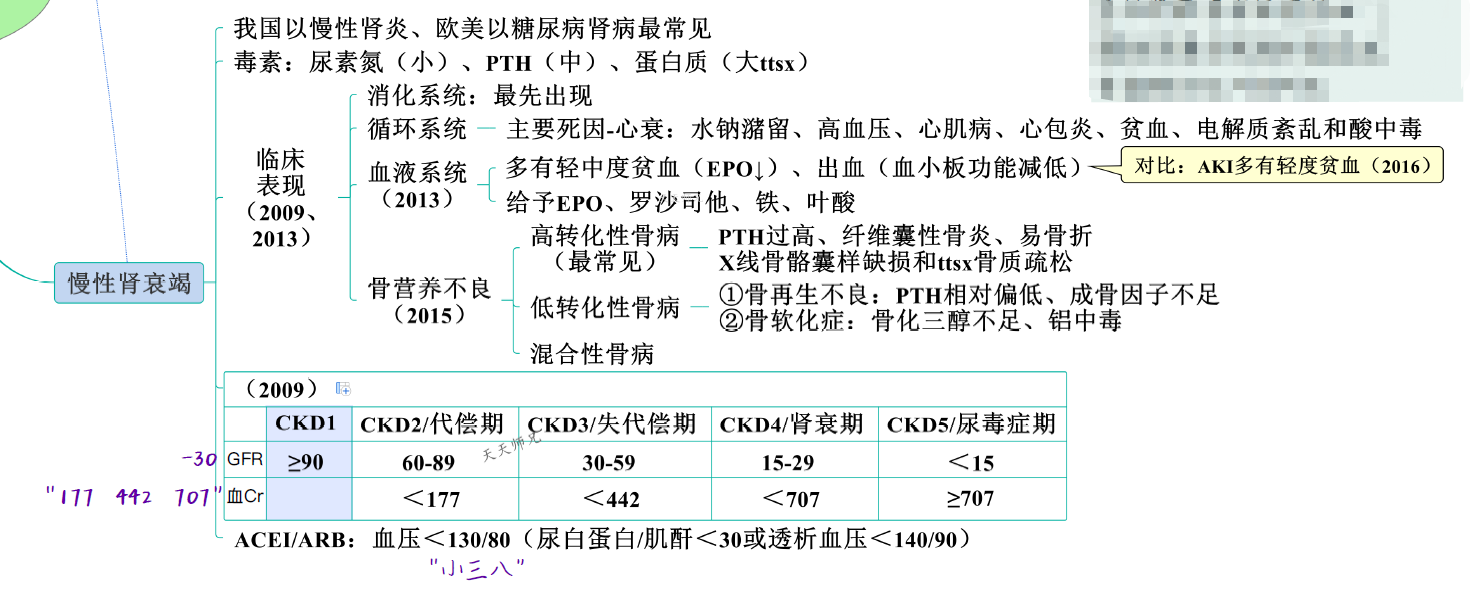 我国以慢性肾炎、欧美以糖尿病肾病最常见
毒素：尿素氮（小）、PTH（中）、蛋白质（大ttsx）
消化系统：最先出现
循环系统
主要死因-心衰：水钠潴留、高血压、心肌病、心包炎、贫血、电解质紊乱和酸中毒
临床
表现
（2009、
2013）
血液系统
（2013）
多有轻中度贫血（EPO↓）、出血（血小板功能减低）
对比：AKI多有轻度贫血（2016）
给予EPO、罗沙司他、铁、叶酸
高转化性骨病
（最常见）
PTH过高、纤维囊性骨炎、易骨折
X线骨骼囊样缺损和ttsx骨质疏松
慢性肾衰竭
骨营养不良
（2015）
低转化性骨病
①骨再生不良：PTH相对偏低、成骨因子不足
②骨软化症：骨化三醇不足、铝中毒
混合性骨病
（2009）
CKD1
CKD2/代偿期
CKD3/失代偿期
CKD4/肾衰期
CKD5/尿毒症期
天天师兄
-30
GFR
≥90
60-89
30-59
15-29
＜15
"177 442 707"
血Cr
＜177
＜442
＜707
≥707
ACEI/ARB：血压＜130/80（尿白蛋白/肌酐＜30或透析血压＜140/90）
"小三八"